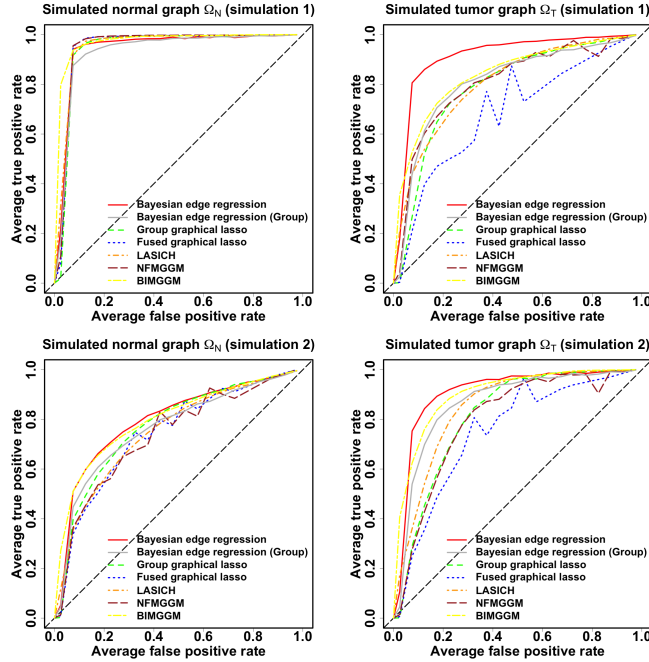 Simulated normal graph Ω_N (simulation 1)
Average true positive rate
0.0 0.2 0.4 0.6 0.8 1.0
Bayesian edge regression
Bayesian edge regression (Group)
Group graphical lasso
Fused graphical lasso
LASICH
NFMGGM
BIMGGM
0.0 0.2 0.4 0.6 0.8 1.0
Average false positive rate
Simulated tumor graph Ω_T (simulation 1)
Average true positive rate
0.0 0.2 0.4 0.6 0.8 1.0
Bayesian edge regression
Bayesian edge regression (Group)
Group graphical lasso
Fused graphical lasso
LASICH
NFMGGM
BIMGGM
0.0 0.2 0.4 0.6 0.8 1.0
Average false positive rate
Simulated normal graph Ω_N (simulation 2)
Average true positive rate
0.0 0.2 0.4 0.6 0.8 1.0
Bayesian edge regression
Bayesian edge regression (Group)
Group graphical lasso
Fused graphical lasso
LASICH
NFMGGM
BIMGGM
0.0 0.2 0.4 0.6 0.8 1.0
Average false positive rate
Simulated tumor graph Ω_T (simulation 2)
Average true positive rate
0.0 0.2 0.4 0.6 0.8 1.0
Bayesian edge regression
Bayesian edge regression (Group)
Group graphical lasso
Fused graphical lasso
LASICH
NFMGGM
BIMGGM
0.0 0.2 0.4 0.6 0.8 1.0
Average false positive rate